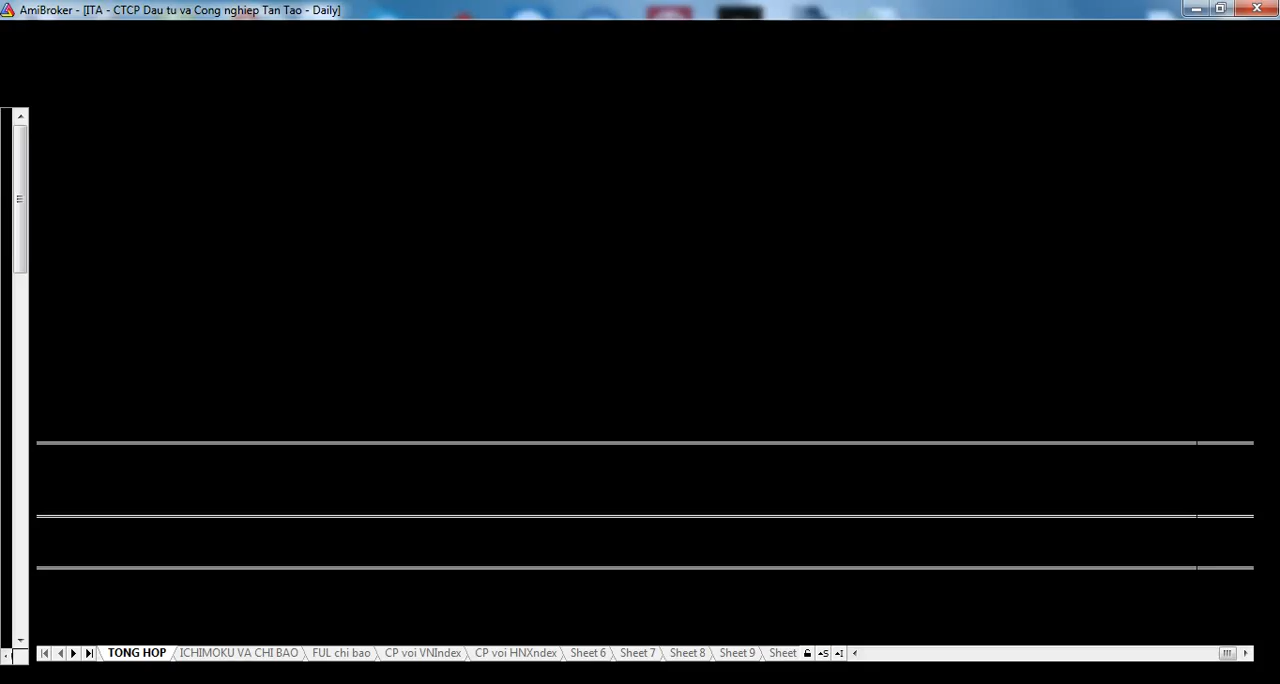 AmiBroker - [ITA - CTCP Dau tu va Cong nghiep Tan Tao - Daily]
TONG HOP ICHIMOKU VA CHI BAO FUL chi bao CP voi VNIndex CP voi HNXndex Sheet 6 Sheet 7 Sheet 8 Sheet 9 Sheet S I